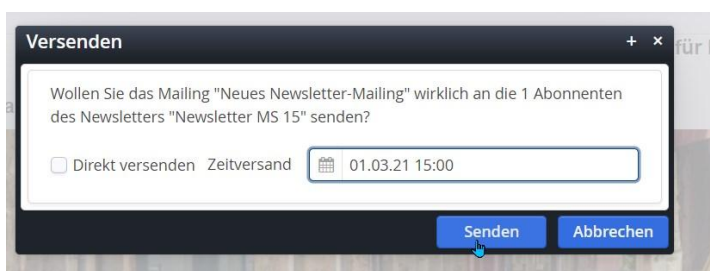 Versenden
für
Wollen Sie das Mailing "Neues Newsletter-Mailing" wirklich an die 1 Abonnenten
des Newsletters "Newsletter MS 15" senden?
Direkt versenden Zeitversand 01.03.21 15:00
Senden Abbrechen